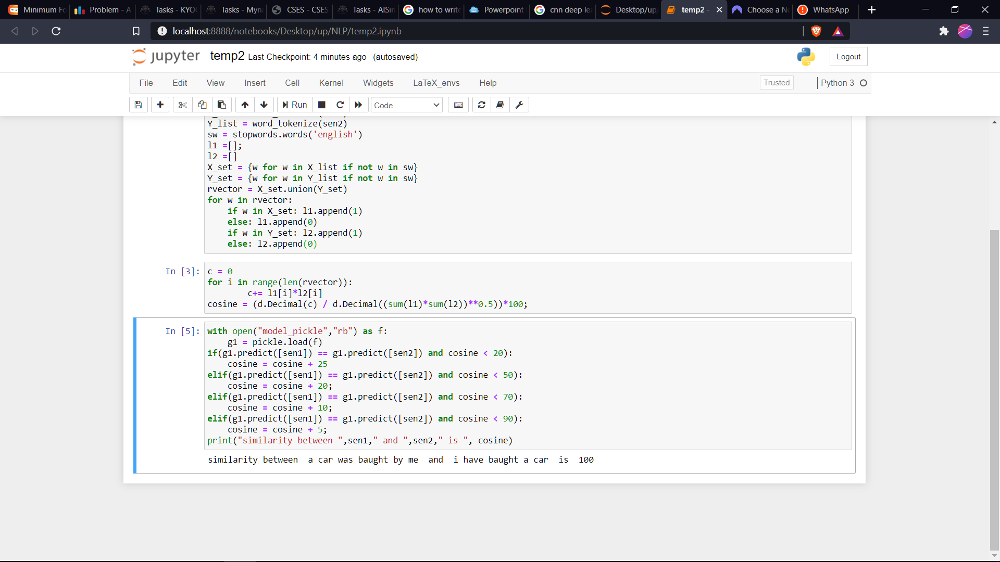 Minimum Fo
Problem - A
Tasks - KYO
Tasks - Myn
CSES - CSES
Tasks - AISin
how to write
Powerpoint
cnn deep le
Desktop/up/
temp2 -
Choose a N
WhatsApp
localhost:8888/notebooks/Desktop/up/NLP/temp2.ipynb
jupyter temp2 Last Checkpoint: 4 minutes ago (autosaved)
Logout
File Edit View Insert Cell Kernel Widgets LaTeX_envs Help
Trusted
Python 3
Run
Code
Y_list = word_tokenize(sen2)
sw = stopwords.words('english')
l1 =[];
l2 =[]
X_set = {w for w in X_list if not w in sw}
Y_set = {w for w in Y_list if not w in sw}
rvector = X_set.union(Y_set)
for w in rvector:
    if w in X_set: l1.append(1)
    else: l1.append(0)
    if w in Y_set: l2.append(1)
    else: l2.append(0)
In [3]: c = 0
for i in range(len(rvector)):
        c+= l1[i]*l2[i]
cosine = (d.Decimal(c) / d.Decimal((sum(l1)*sum(l2))**0.5))*100;
In [5]: with open("model_pickle","rb") as f:
    g1 = pickle.load(f)
if(g1.predict([sen1]) == g1.predict([sen2]) and cosine < 20):
    cosine = cosine + 25
elif(g1.predict([sen1]) == g1.predict([sen2]) and cosine < 50):
    cosine = cosine + 20;
elif(g1.predict([sen1]) == g1.predict([sen2]) and cosine < 70):
    cosine = cosine + 10;
elif(g1.predict([sen1]) == g1.predict([sen2]) and cosine < 90):
    cosine = cosine + 5;
print("similarity between ",sen1," and ",sen2," is ", cosine)
similarity between  a car was baught by me  and  i have baught a car  is  100